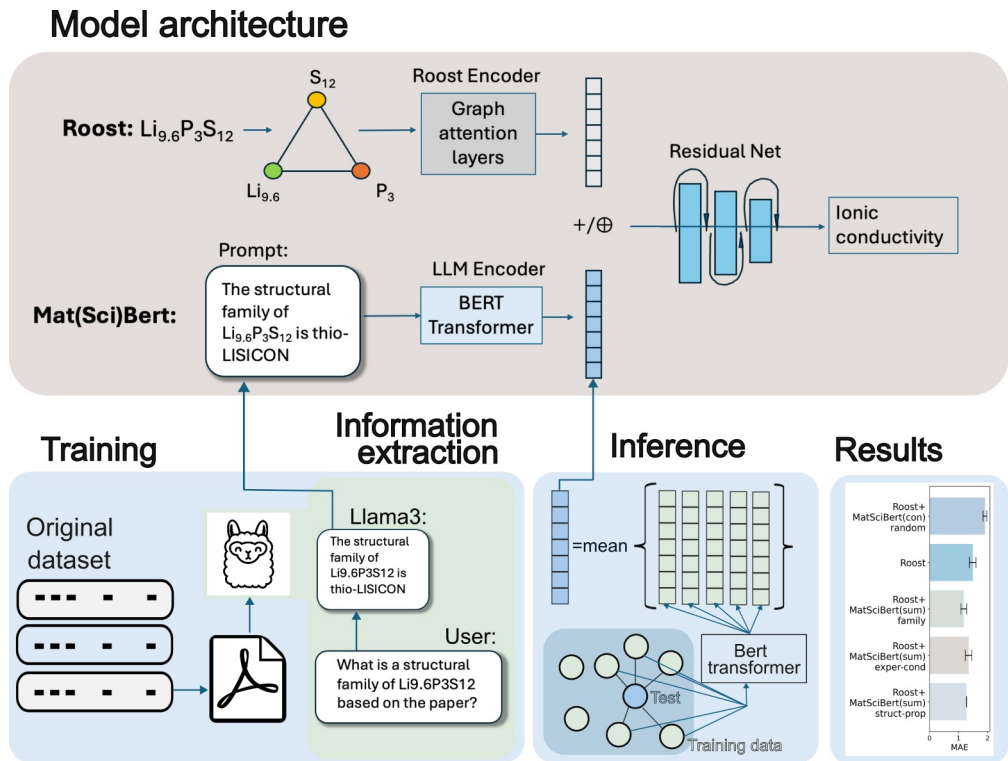 Model architecture
S₁₂
Roost Encoder
Roost: Li₉.₆P₃S₁₂
Graph
attention
layers
Li₉.₆
P₃
Residual Net
+/⊕
Ionic
conductivity
Prompt:
LLM Encoder
Mat(Sci)Bert:
The structural
family of
Li₉.₆P₃S₁₂ is thio-
LISICON
BERT
Transformer
Training
Information
extraction
Inference
Results
Original
dataset
Llama3:
The structural
family of
Li9.6P3S12 is
thio-LISICON
User:
What is a structural
family of Li9.6P3S12
based on the paper?
=mean
Bert
transformer
Test
Training data
Roost+
MatSciBert(con)
random
Roost
Roost+
MatSciBert(sum)
family
Roost+
MatSciBert(sum)
exper-cond
Roost+
MatSciBert(sum)
struct-prop
0 1 2
MAE